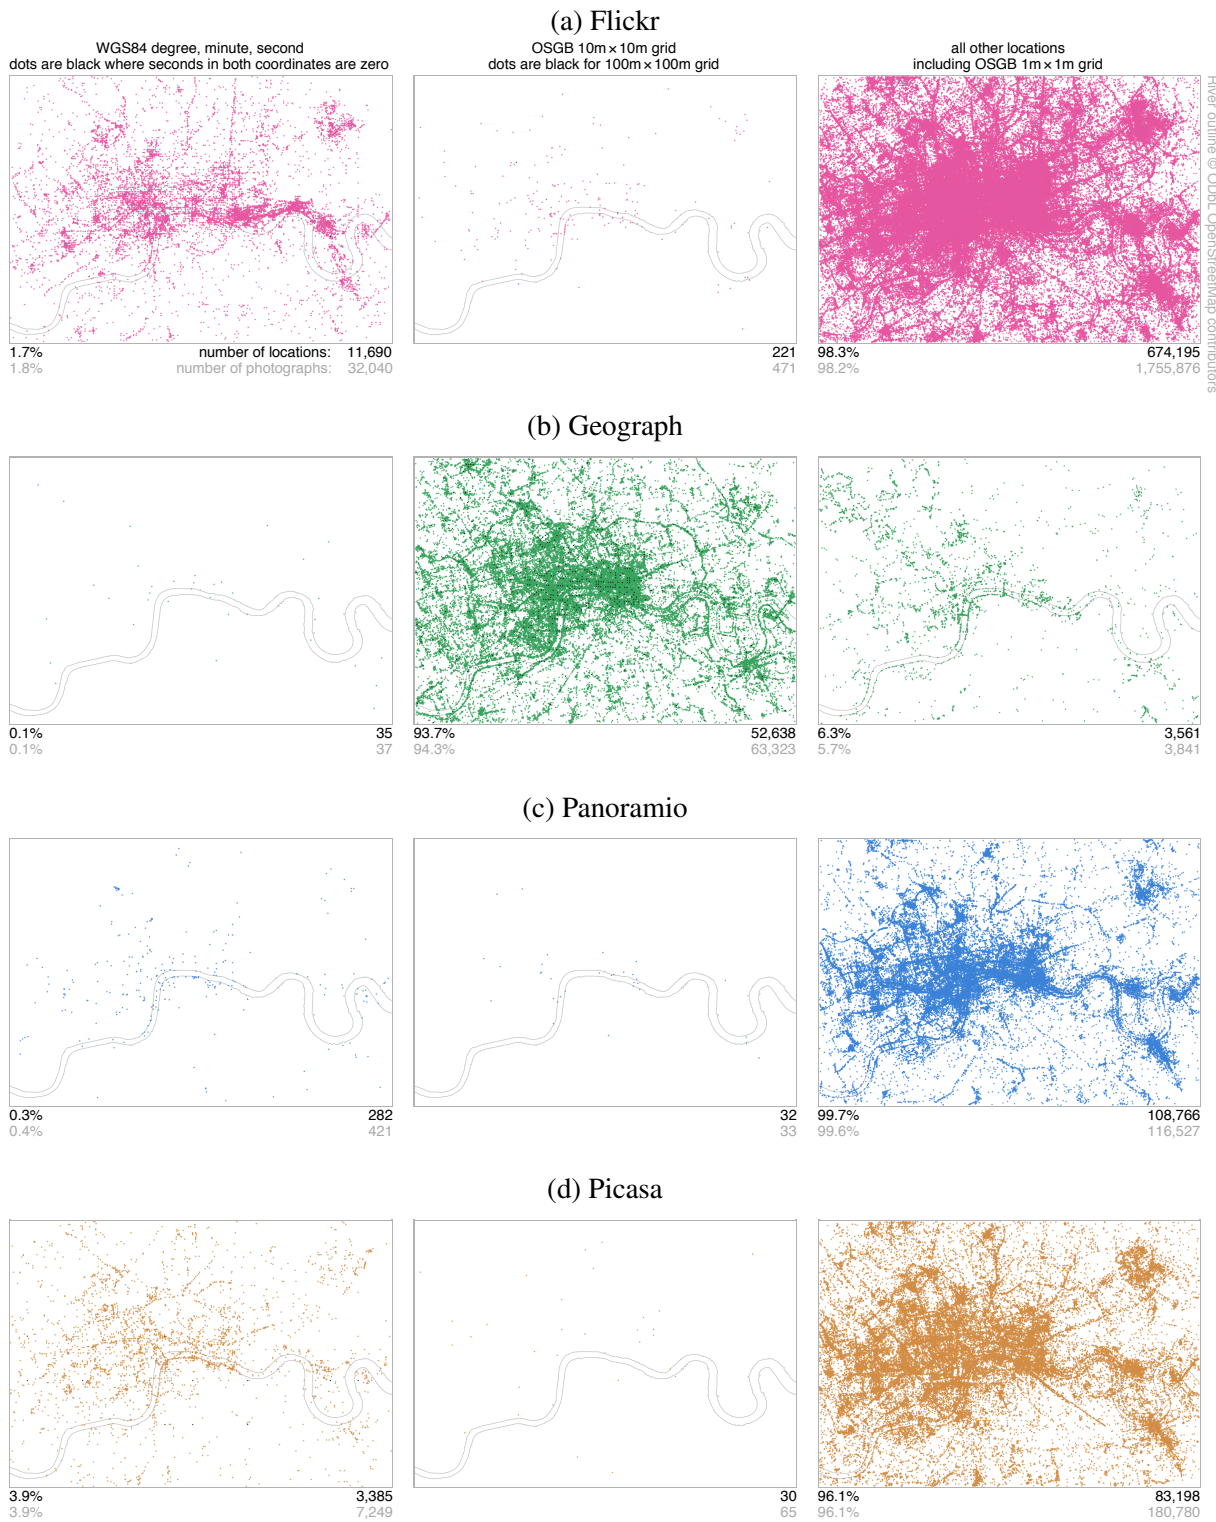 (a) Flickr
WGS84 degree, minute, second
dots are black where seconds in both coordinates are zero
OSGB 10m × 10m grid
dots are black for 100m × 100m grid
all other locations
including OSGB 1m × 1m grid
River outline © ODbL OpenStreetMap contributors
1.7% number of locations: 11,690
1.8% number of photographs: 32,040
221
471
98.3% 674,195
98.2% 1,755,876
(b) Geograph
0.1% 35
0.1% 37
93.7% 52,638
94.3% 63,323
6.3% 3,561
5.7% 3,841
(c) Panoramio
0.3% 282
0.4% 421
32
33
99.7% 108,766
99.6% 116,527
(d) Picasa
3.9% 3,385
3.9% 7,249
30
65
96.1% 83,198
96.1% 180,780